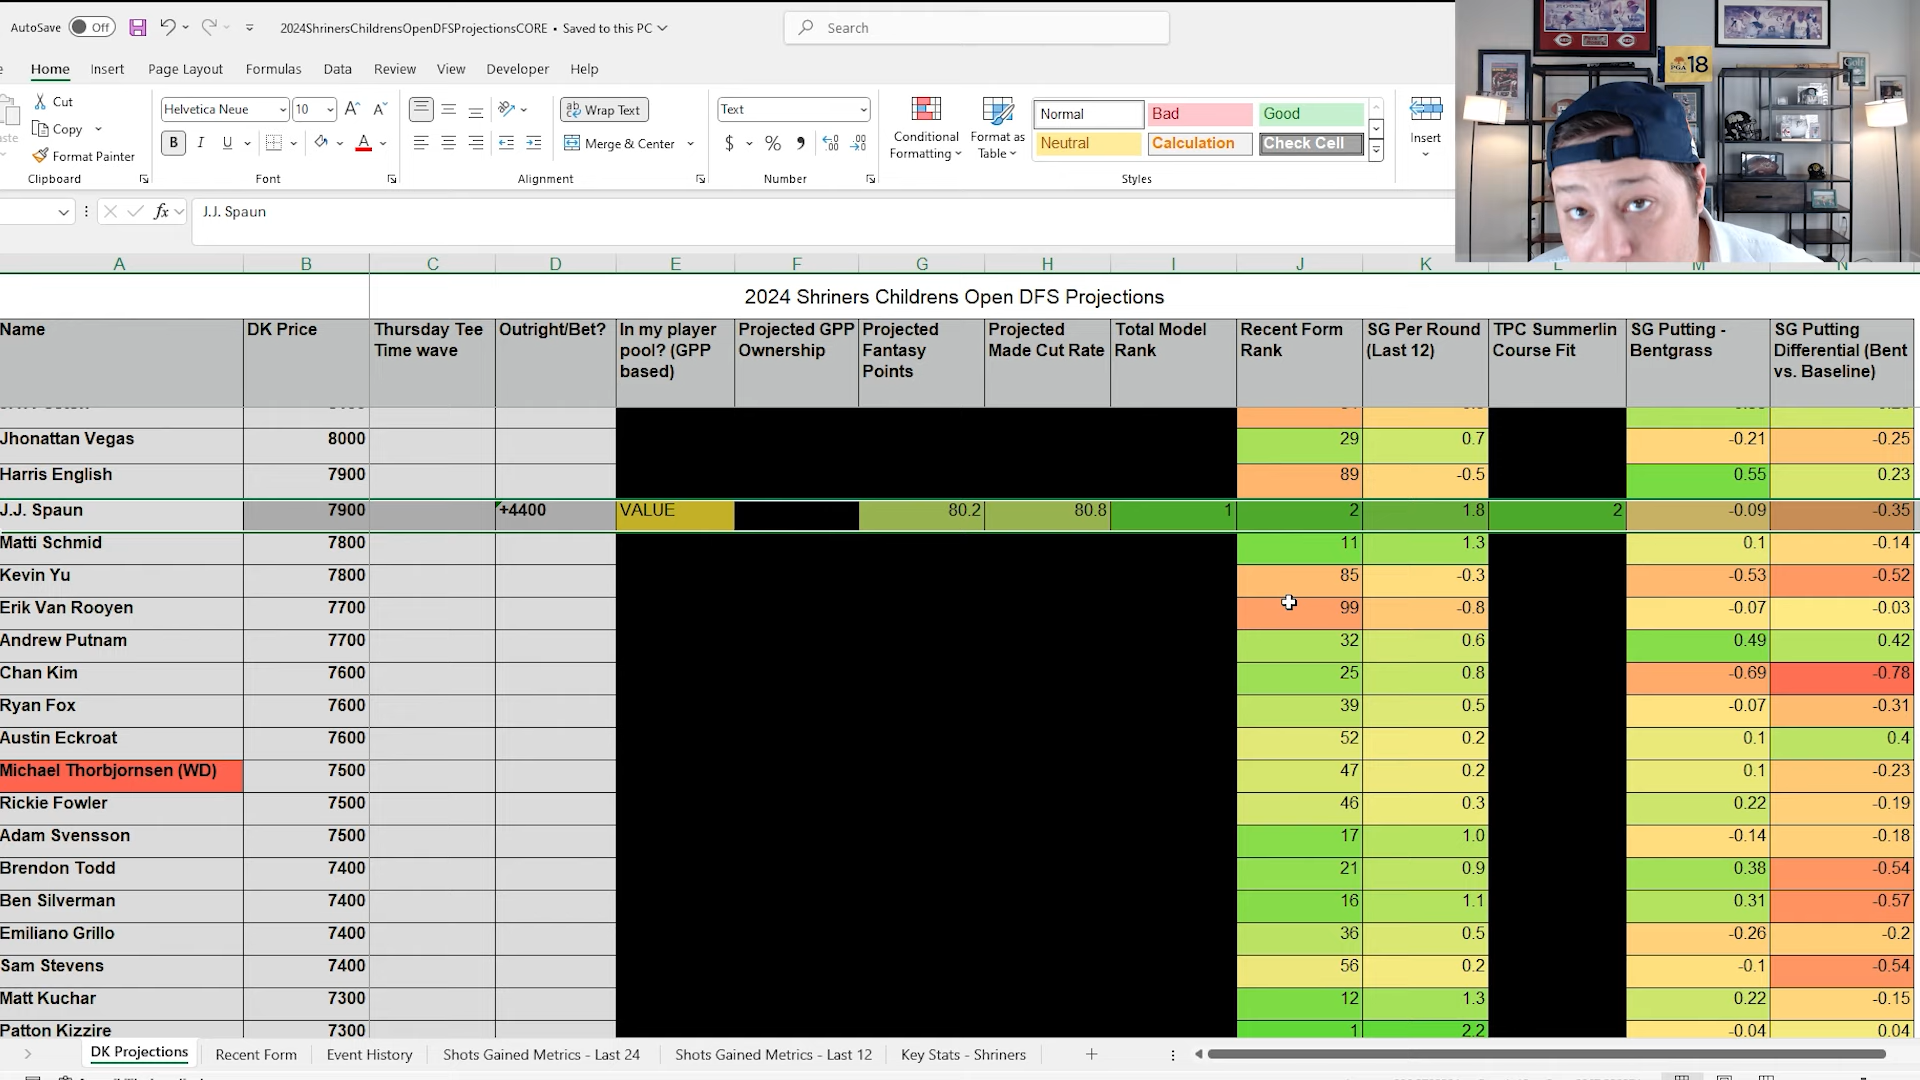 AutoSave Off 2024ShrinersChildrensOpenDFSProjectionsCORE • Saved to this PC Search
Home Insert Page Layout Formulas Data Review View Developer Help
Cut
Copy
Format Painter
Clipboard
Helvetica Neue 10
B I U A
Font
Wrap Text
Merge & Center
Alignment
Text
$ % ,
Number
Conditional Formatting
Format as Table
Normal Bad Good
Neutral Calculation Check Cell
Styles
Insert
PGA 18
fx J.J. Spaun
A B C D E F G H I J K L M N
2024 Shriners Childrens Open DFS Projections
Name DK Price Thursday Tee Time wave Outright/Bet? In my player pool? (GPP based) Projected GPP Ownership Projected Fantasy Points Projected Made Cut Rate Total Model Rank Recent Form Rank SG Per Round (Last 12) TPC Summerlin Course Fit SG Putting - Bentgrass SG Putting Differential (Bent vs. Baseline)
Jhonattan Vegas 8000 29 0.7 -0.21 -0.25
Harris English 7900 89 -0.5 0.55 0.23
J.J. Spaun 7900 +4400 VALUE 80.2 80.8 1 2 1.8 2 -0.09 -0.35
Matti Schmid 7800 11 1.3 0.1 -0.14
Kevin Yu 7800 85 -0.3 -0.53 -0.52
Erik Van Rooyen 7700 99 -0.8 -0.07 -0.03
Andrew Putnam 7700 32 0.6 0.49 0.42
Chan Kim 7600 25 0.8 -0.69 -0.78
Ryan Fox 7600 39 0.5 -0.07 -0.31
Austin Eckroat 7600 52 0.2 0.1 0.4
Michael Thorbjornsen (WD) 7500 47 0.2 0.1 -0.23
Rickie Fowler 7500 46 0.3 0.22 -0.19
Adam Svensson 7500 17 1.0 -0.14 -0.18
Brendon Todd 7400 21 0.9 0.38 -0.54
Ben Silverman 7400 16 1.1 0.31 -0.57
Emiliano Grillo 7400 36 0.5 -0.26 -0.2
Sam Stevens 7400 56 0.2 -0.1 -0.54
Matt Kuchar 7300 12 1.3 0.22 -0.15
Patton Kizzire 7300 1 2.2 -0.04 0.04
DK Projections Recent Form Event History Shots Gained Metrics - Last 24 Shots Gained Metrics - Last 12 Key Stats - Shriners